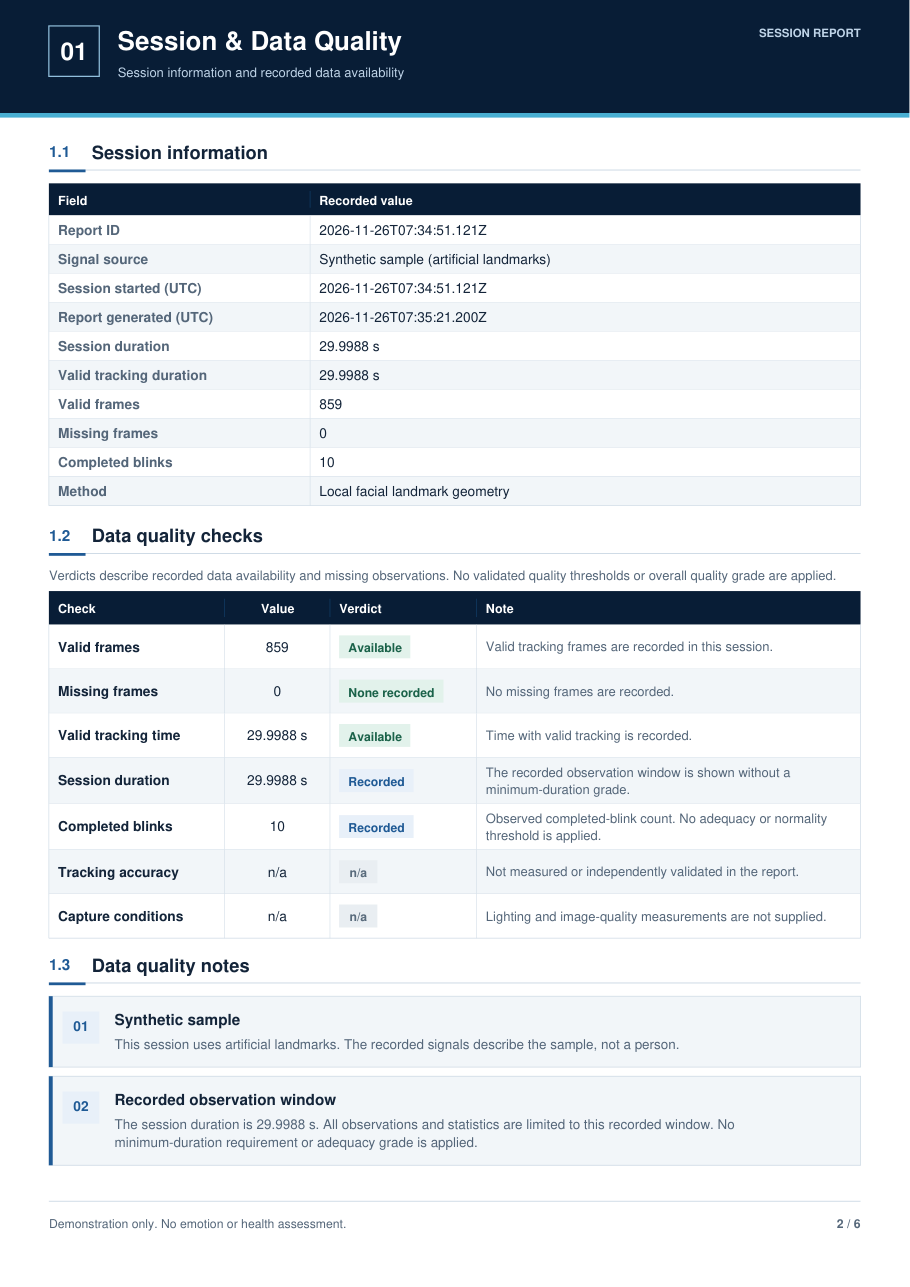 01
Session & Data Quality
Session information and recorded data availability
SESSION REPORT
1.1 Session information
Field Recorded value
Report ID 2026-11-26T07:34:51.121Z
Signal source Synthetic sample (artificial landmarks)
Session started (UTC) 2026-11-26T07:34:51.121Z
Report generated (UTC) 2026-11-26T07:35:21.200Z
Session duration 29.9988 s
Valid tracking duration 29.9988 s
Valid frames 859
Missing frames 0
Completed blinks 10
Method Local facial landmark geometry
1.2 Data quality checks
Verdicts describe recorded data availability and missing observations. No validated quality thresholds or overall quality grade are applied.
Check Value Verdict Note
Valid frames 859 Available Valid tracking frames are recorded in this session.
Missing frames 0 None recorded No missing frames are recorded.
Valid tracking time 29.9988 s Available Time with valid tracking is recorded.
Session duration 29.9988 s Recorded The recorded observation window is shown without a
minimum-duration grade.
Completed blinks 10 Recorded Observed completed-blink count. No adequacy or normality
threshold is applied.
Tracking accuracy n/a n/a Not measured or independently validated in the report.
Capture conditions n/a n/a Lighting and image-quality measurements are not supplied.
1.3 Data quality notes
01 Synthetic sample
This session uses artificial landmarks. The recorded signals describe the sample, not a person.
02 Recorded observation window
The session duration is 29.9988 s. All observations and statistics are limited to this recorded window. No
minimum-duration requirement or adequacy grade is applied.
Demonstration only. No emotion or health assessment.
2 / 6